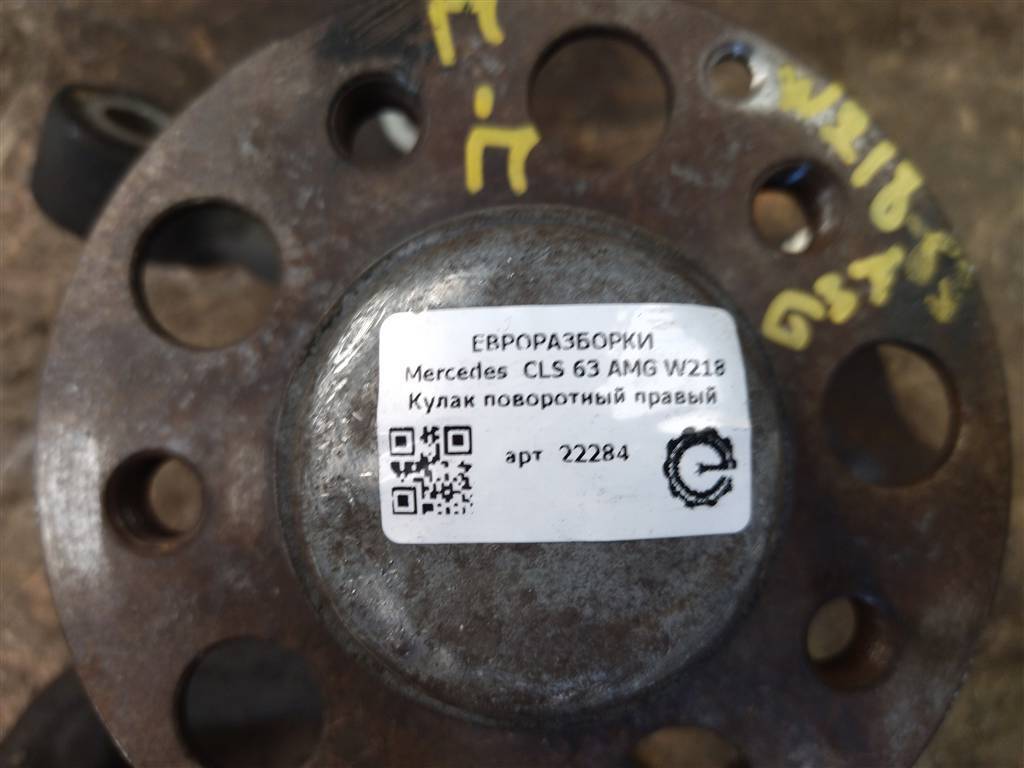 П.П
W218
ЕВРОРАЗБОРКИ
Mercedes CLS 63 AMG W218
Кулак поворотный правый
арт 22284